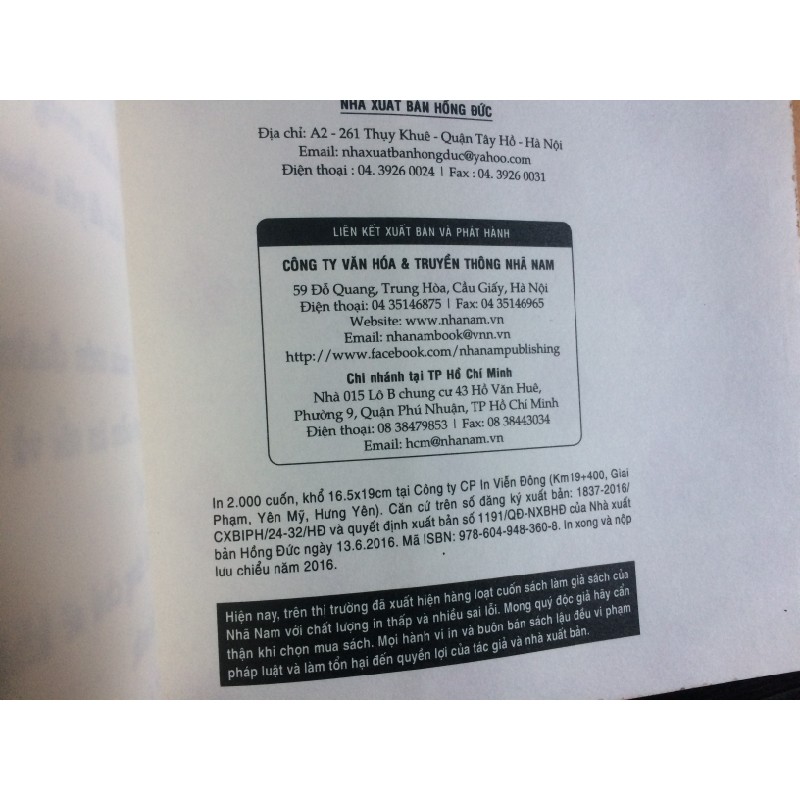 NHÀ XUẤT BẢN HỒNG ĐỨC
Địa chỉ: A2 - 261 Thụy Khuê - Quận Tây Hồ - Hà Nội
Email: nhaxuatbanhongduc@yahoo.com
Điện thoại : 04. 3926 0024 | Fax : 04. 3926 0031
LIÊN KẾT XUẤT BẢN VÀ PHÁT HÀNH
CÔNG TY VĂN HÓA & TRUYỀN THÔNG NHÃ NAM
59 Đỗ Quang, Trung Hòa, Cầu Giấy, Hà Nội
Điện thoại: 04 35146875 | Fax: 04 35146965
Website: www.nhanam.vn
Email: nhanambook@vnn.vn
http://www.facebook.com/nhanampublishing
Chi nhánh tại TP Hồ Chí Minh
Nhà 015 Lô B chung cư 43 Hồ Văn Huê,
Phường 9, Quận Phú Nhuận, TP Hồ Chí Minh
Điện thoại: 08 38479853 | Fax: 08 38443034
Email: hcm@nhanam.vn
In 2.000 cuốn, khổ 16.5x19cm tại Công ty CP In Viễn Đông (Km19+400, Giai
Phạm, Yên Mỹ, Hưng Yên). Căn cứ trên số đăng ký xuất bản: 1837-2016/
CXBIPH/24-32/HĐ và quyết định xuất bản số 1191/QĐ-NXBHĐ của Nhà xuất
bản Hồng Đức ngày 13.6.2016. Mã ISBN: 978-604-948-360-8. In xong và nộp
lưu chiểu năm 2016.
Hiện nay, trên thị trường đã xuất hiện hàng loạt cuốn sách làm giả sách của
Nhã Nam với chất lượng in thấp và nhiều sai lỗi. Mong quý độc giả hãy cẩn
thận khi chọn mua sách. Mọi hành vi in và buôn bán sách lậu đều vi phạm
pháp luật và làm tổn hại đến quyền lợi của tác giả và nhà xuất bản.